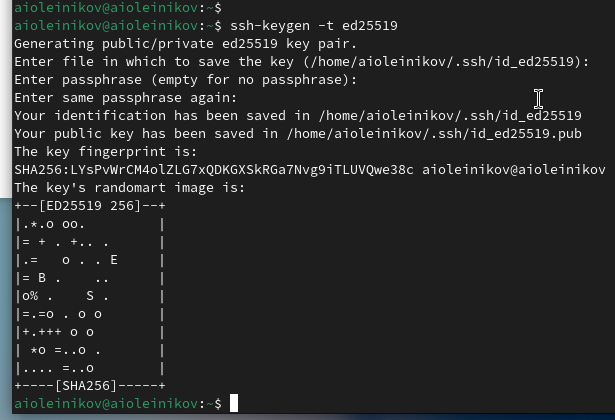 aioleinikov@aioleinikov:~$
aioleinikov@aioleinikov:~$ ssh-keygen -t ed25519
Generating public/private ed25519 key pair.
Enter file in which to save the key (/home/aioleinikov/.ssh/id_ed25519):
Enter passphrase (empty for no passphrase):
Enter same passphrase again:
Your identification has been saved in /home/aioleinikov/.ssh/id_ed25519
Your public key has been saved in /home/aioleinikov/.ssh/id_ed25519.pub
The key fingerprint is:
SHA256:LYsPvWrCM4olZLG7xQDKGXSkRGa7Nvg9iTLUVQwe38c aioleinikov@aioleinikov
The key's randomart image is:
+--[ED25519 256]--+
|.*.o oo.         |
|= + . +.. .      |
|.=   o . . E     |
|= B .    ..      |
|o% .    S .      |
|=.=o . o o       |
|+.+++ o o        |
| *o =..o .       |
|.... =..o        |
+----[SHA256]-----+
aioleinikov@aioleinikov:~$